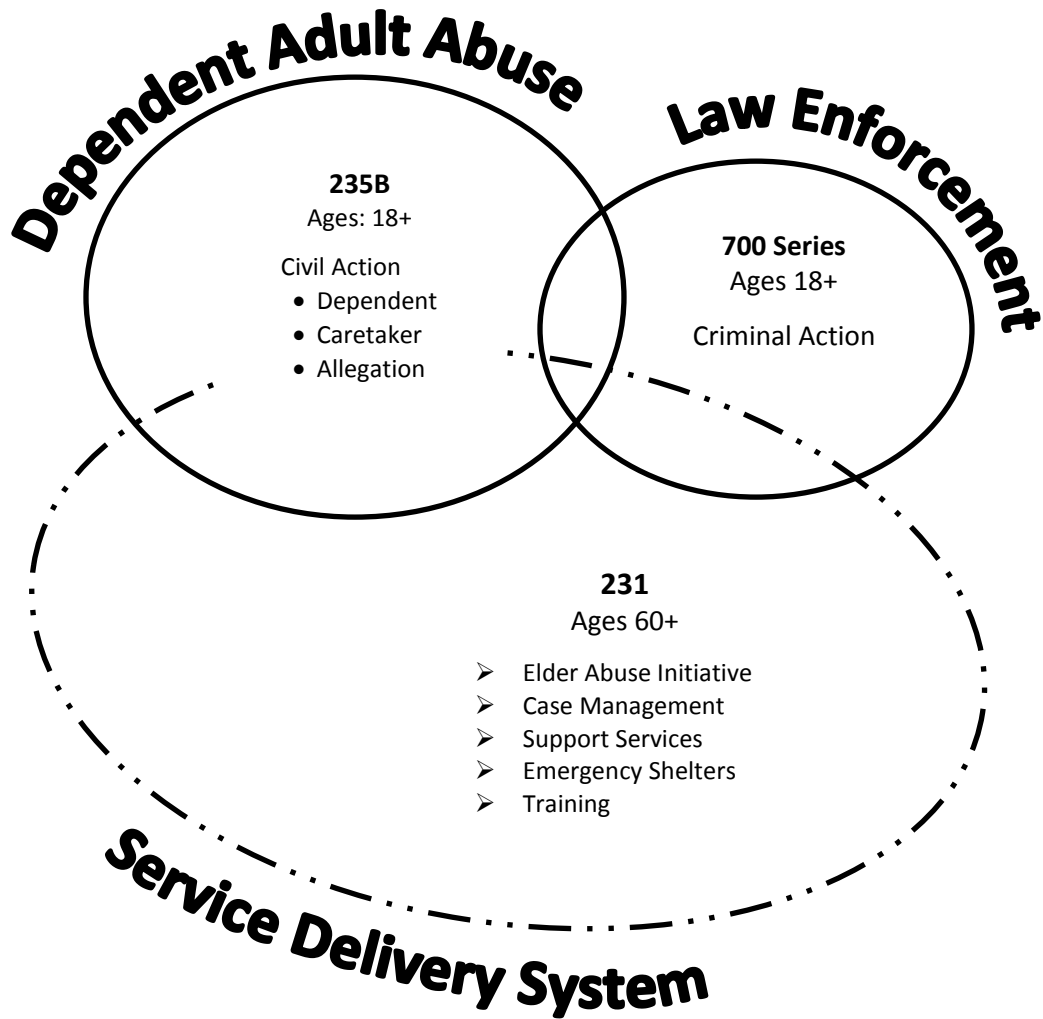 Dependent Adult Abuse
Law Enforcement
235B
Ages: 18+
Civil Action
• Dependent
• Caretaker
• Allegation
700 Series
Ages 18+
Criminal Action
231
Ages 60+
➢ Elder Abuse Initiative
➢ Case Management
➢ Support Services
➢ Emergency Shelters
➢ Training
Service Delivery System